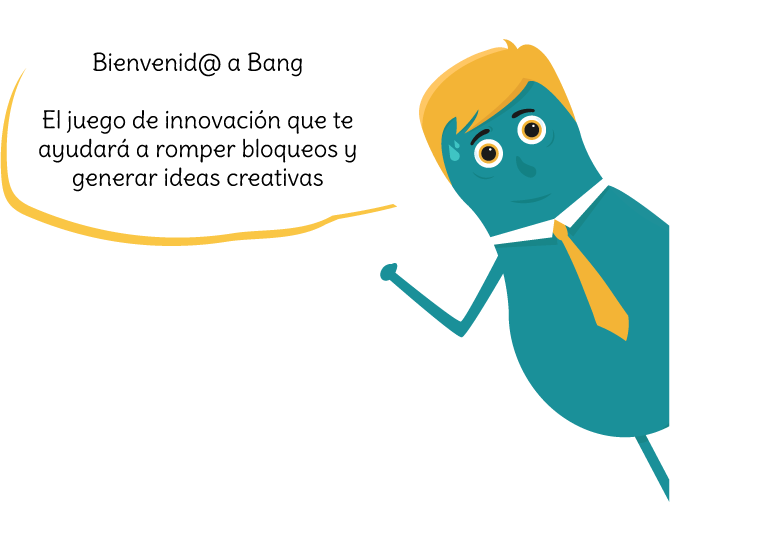 Bienvenid@ a Bang
El juego de innovación que te
ayudará a romper bloqueos y
generar ideas creativas